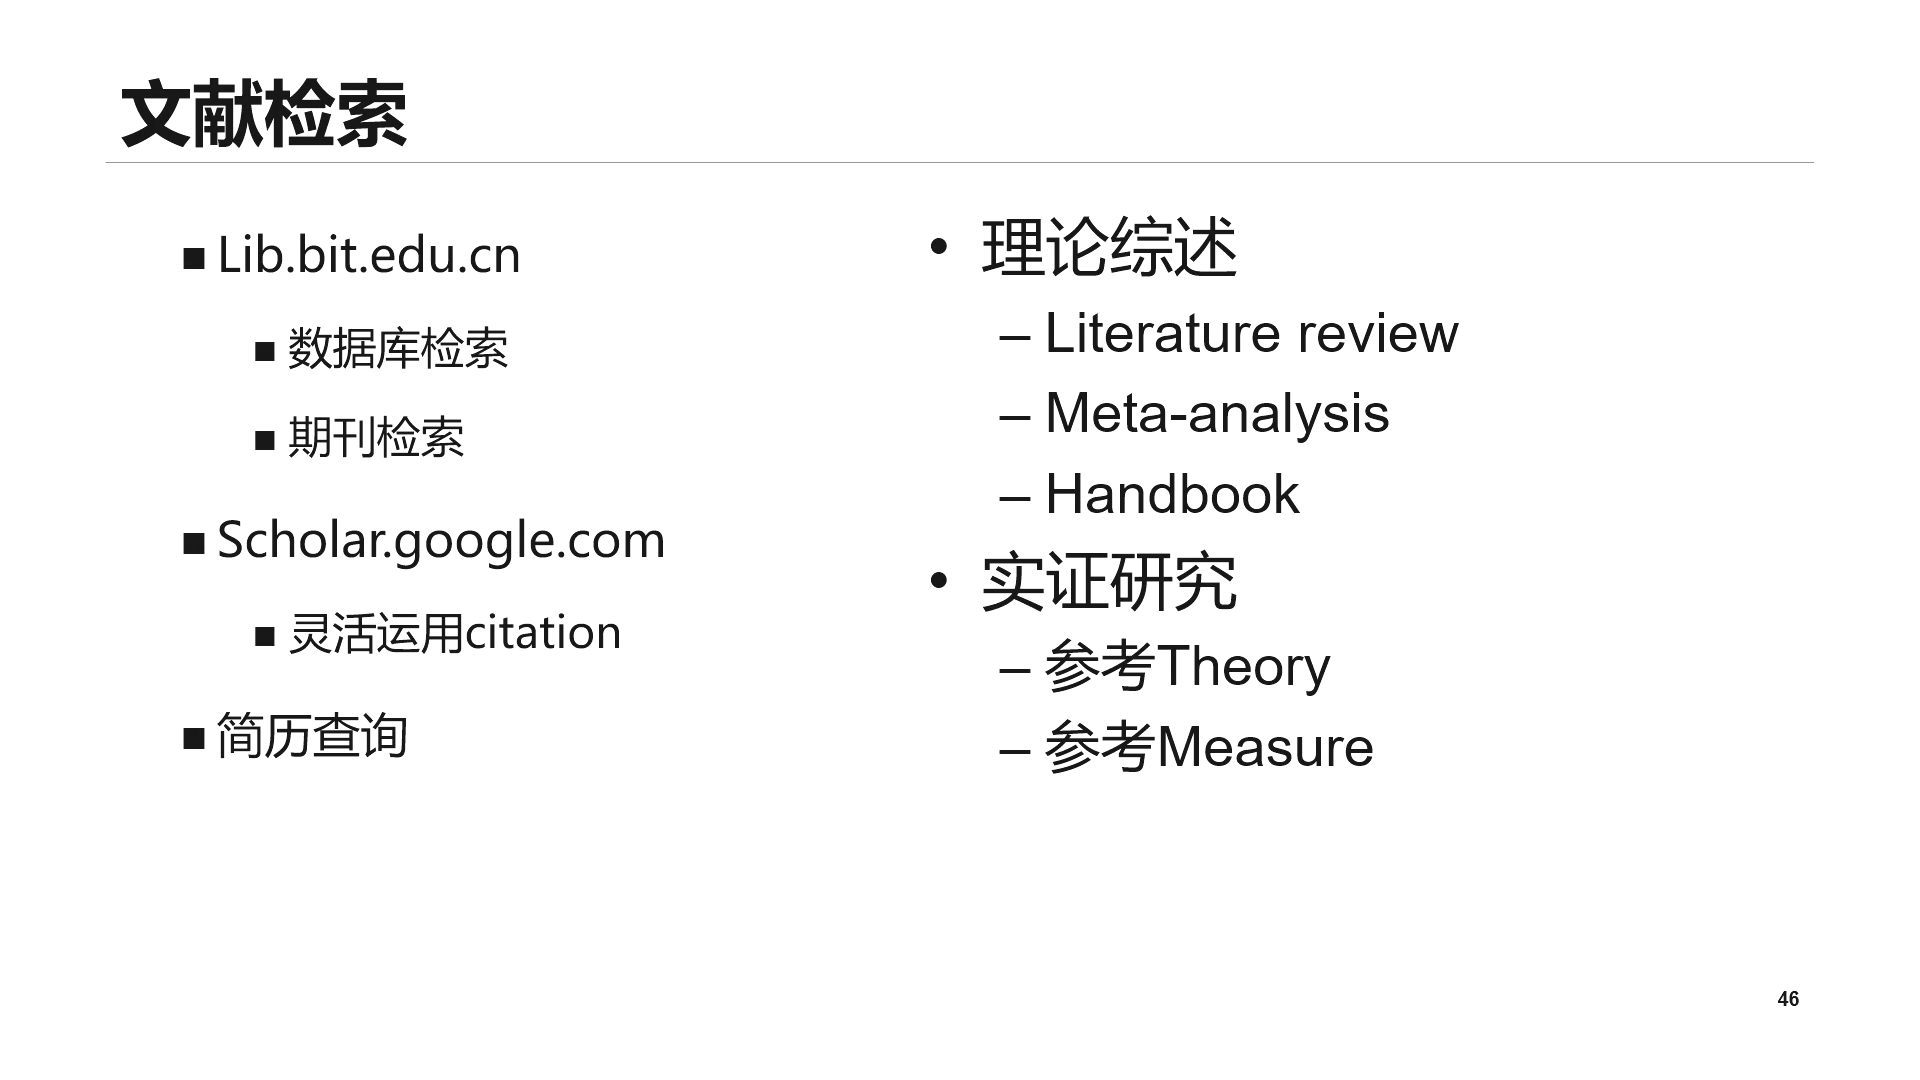 文献检索
■ Lib.bit.edu.cn
■ 数据库检索
■ 期刊检索
■ Scholar.google.com
■ 灵活运用citation
■ 简历查询
• 理论综述
– Literature review
– Meta-analysis
– Handbook
• 实证研究
– 参考Theory
– 参考Measure
46